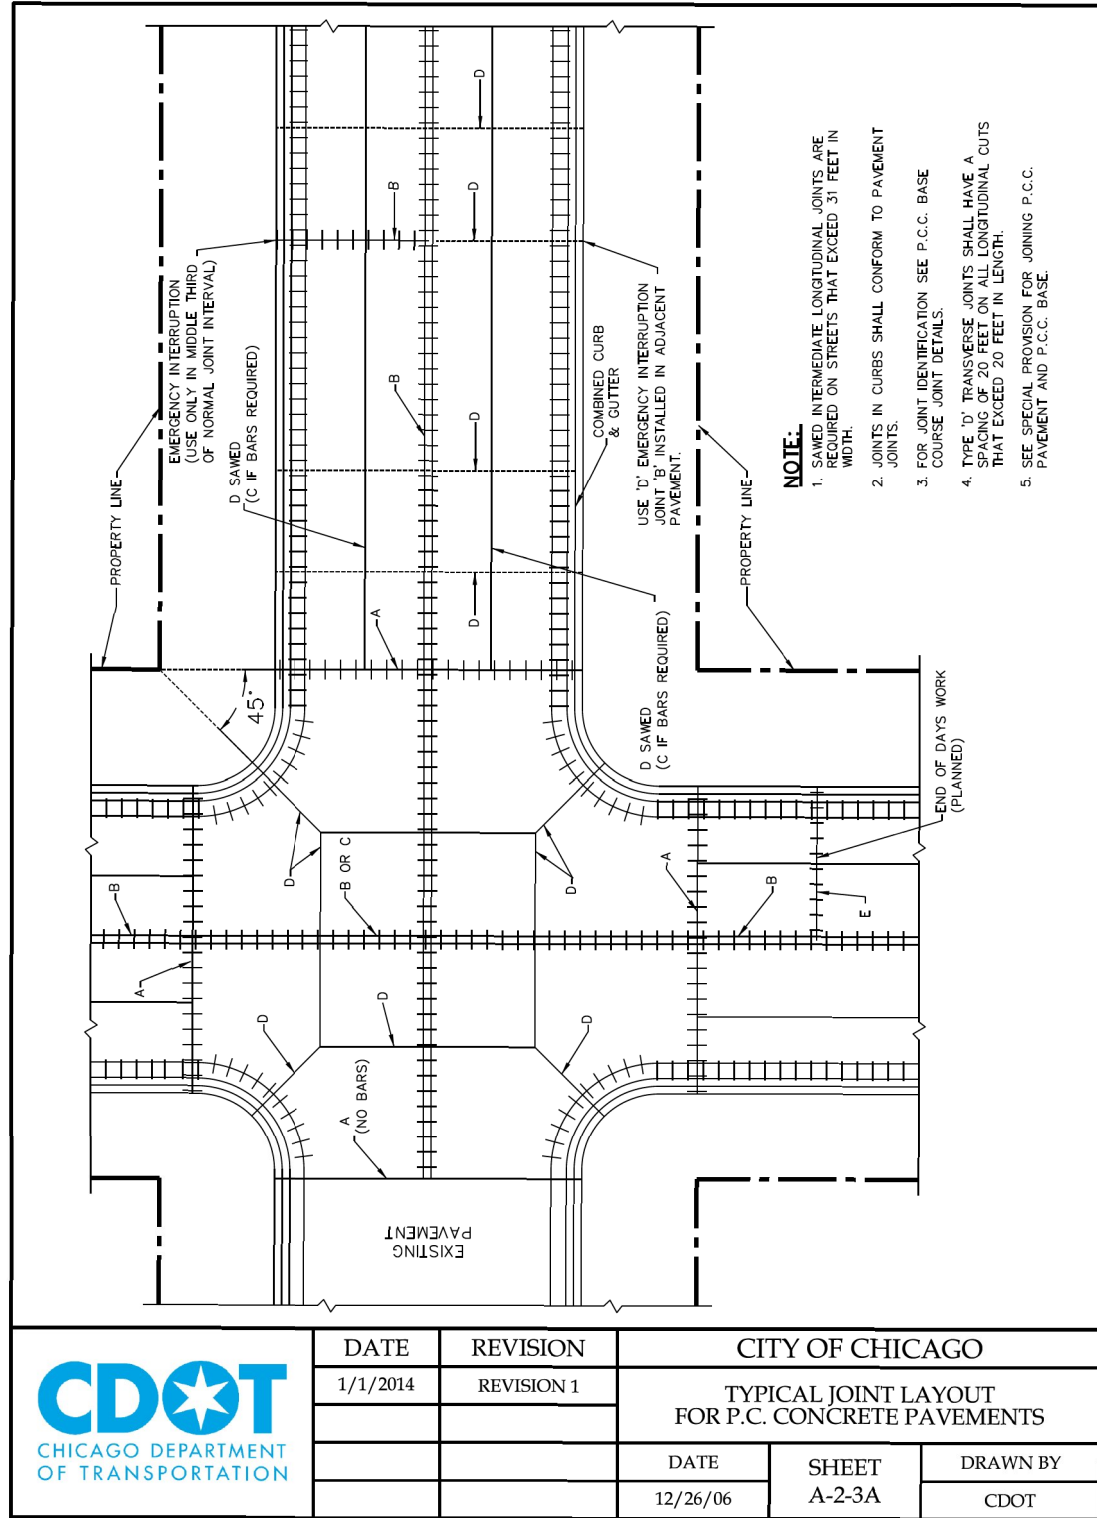 PROPERTY LINE
EMERGENCY INTERRUPTION
(USE ONLY IN MIDDLE THIRD
OF NORMAL JOINT INTERVAL)
D SAWED
(C IF BARS REQUIRED)
D
B
D
B
D
D
A
45°
COMBINED CURB
& GUTTER
USE 'D' EMERGENCY INTERRUPTION
JOINT 'B' INSTALLED IN ADJACENT
PAVEMENT.
D SAWED
(C IF BARS REQUIRED)
PROPERTY LINE
NOTE:
1. SAWED INTERMEDIATE LONGITUDINAL JOINTS ARE
REQUIRED ON STREETS THAT EXCEED 31 FEET IN
WIDTH.
2. JOINTS IN CURBS SHALL CONFORM TO PAVEMENT
JOINTS.
3. FOR JOINT IDENTIFICATION SEE P.C.C. BASE
COURSE JOINT DETAILS.
4. TYPE 'D' TRANSVERSE JOINTS SHALL HAVE A
SPACING OF 20 FEET ON ALL LONGITUDINAL CUTS
THAT EXCEED 20 FEET IN LENGTH.
5. SEE SPECIAL PROVISION FOR JOINING P.C.C.
PAVEMENT AND P.C.C. BASE.
END OF DAYS WORK
(PLANNED)
B
D
B OR C
D
A
B
E
A
D
D
D
A
(NO BARS)
EXISTING
PAVEMENT
CDOT
CHICAGO DEPARTMENT
OF TRANSPORTATION
DATE
REVISION
1/1/2014
REVISION 1
CITY OF CHICAGO
TYPICAL JOINT LAYOUT
FOR P.C. CONCRETE PAVEMENTS
DATE
12/26/06
SHEET
A-2-3A
DRAWN BY
CDOT